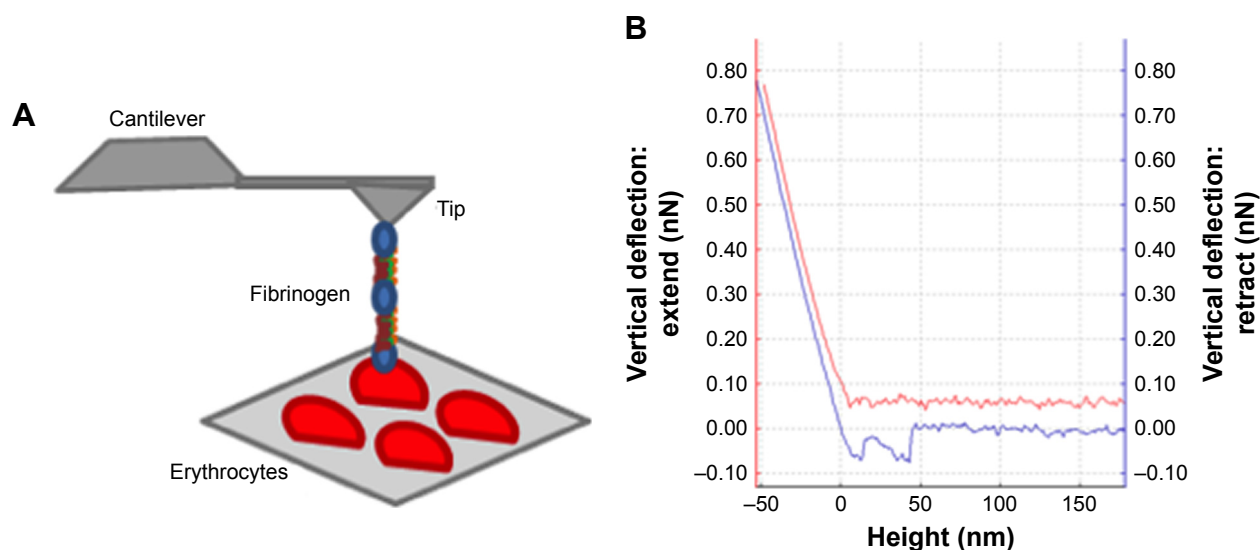 A
Cantilever
Tip
Fibrinogen
Erythrocytes
B
Vertical deflection:
extend (nN)
0.80
0.70
0.60
0.50
0.40
0.30
0.20
0.10
0.00
–0.10
–50
0
50
100
150
Height (nm)
0.80
0.70
0.60
0.50
0.40
0.30
0.20
0.10
0.00
–0.10
Vertical deflection:
retract (nN)